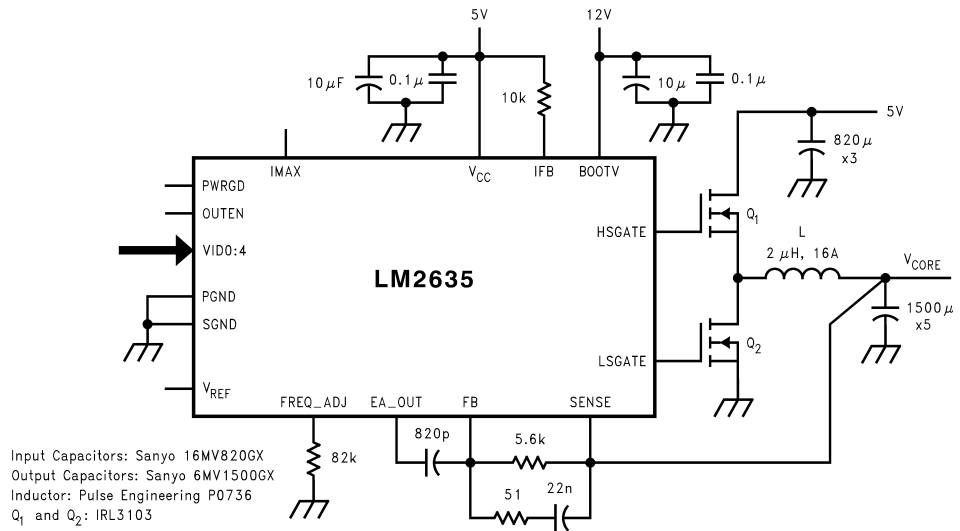 5V
12V
10μF
0.1μ
10k
10μ
0.1μ
5V
820μ
x3
IMAX
VCC
IFB
BOOTV
PWRGD
OUTEN
VID0:4
PGND
SGND
VREF
LM2635
HSGATE
LSGATE
Q1
L
2 μH, 16A
VCORE
1500μ
x5
Q2
FREQ_ADJ
EA_OUT
FB
SENSE
820p
5.6k
82k
51
22n
Input Capacitors: Sanyo 16MV820GX
Output Capacitors: Sanyo 6MV1500GX
Inductor: Pulse Engineering P0736
Q1 and Q2: IRL3103